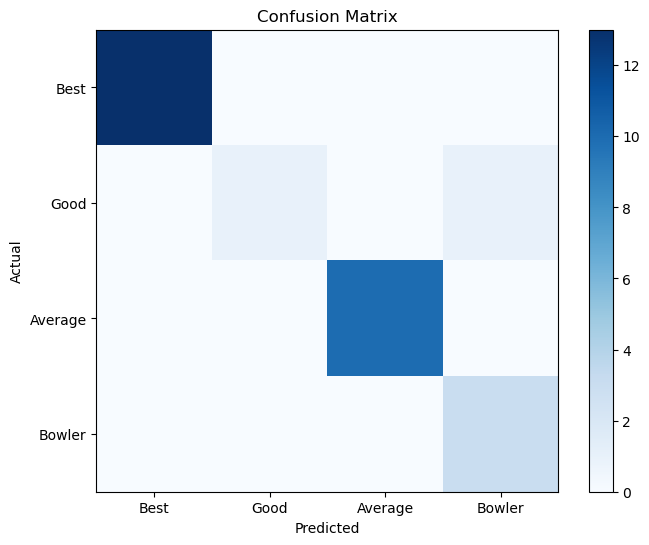 Confusion Matrix
Actual
Best
Good
Average
Bowler
Best Good Average Bowler
Predicted
12
10
8
6
4
2
0